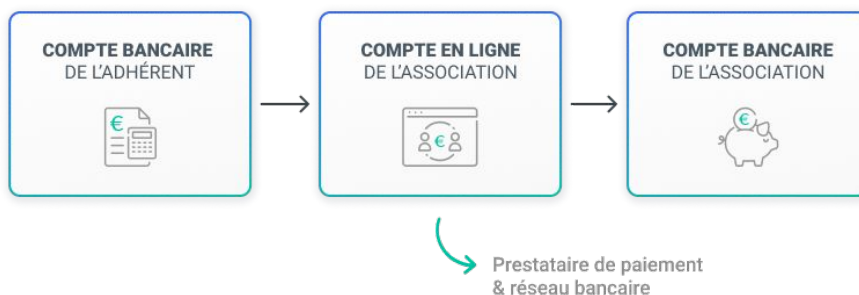 COMPTE BANCAIRE
DE L'ADHÉRENT
€
COMPTE EN LIGNE
DE L'ASSOCIATION
€
COMPTE BANCAIRE
DE L'ASSOCIATION
€
Prestataire de paiement
& réseau bancaire